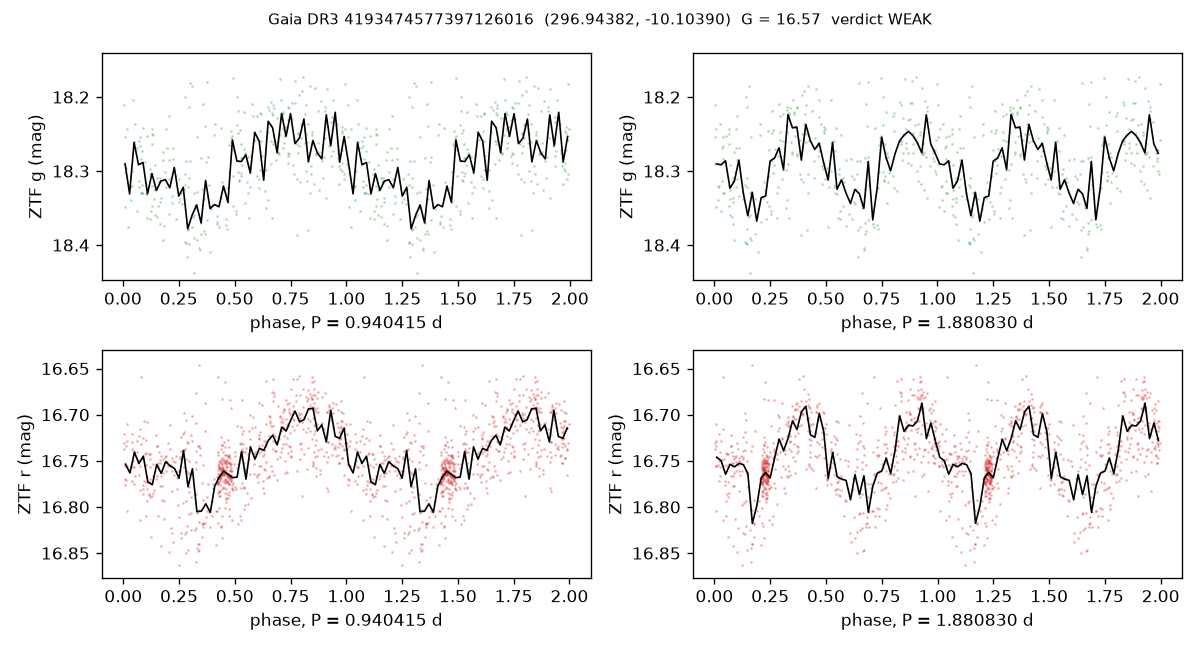 Gaia DR3 4193474577397126016 (296.94382, -10.10390) G = 16.57 verdict WEAK
ZTF g (mag)
18.2
18.3
18.4
0.00 0.25 0.50 0.75 1.00 1.25 1.50 1.75 2.00
phase, P = 0.940415 d
ZTF g (mag)
18.2
18.3
18.4
0.00 0.25 0.50 0.75 1.00 1.25 1.50 1.75 2.00
phase, P = 1.880830 d
ZTF r (mag)
16.65
16.70
16.75
16.80
16.85
0.00 0.25 0.50 0.75 1.00 1.25 1.50 1.75 2.00
phase, P = 0.940415 d
ZTF r (mag)
16.65
16.70
16.75
16.80
16.85
0.00 0.25 0.50 0.75 1.00 1.25 1.50 1.75 2.00
phase, P = 1.880830 d